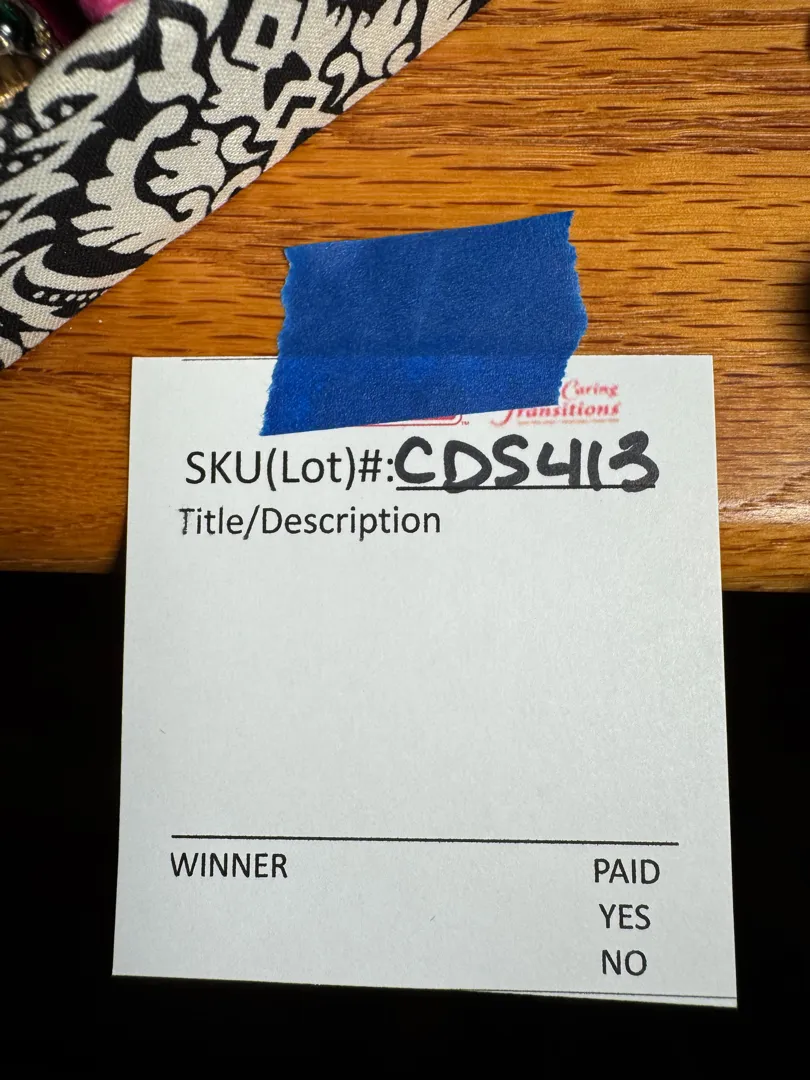 Caring
Transitions
SKU(Lot)#:CDS413
Title/Description
WINNER
PAID
YES
NO